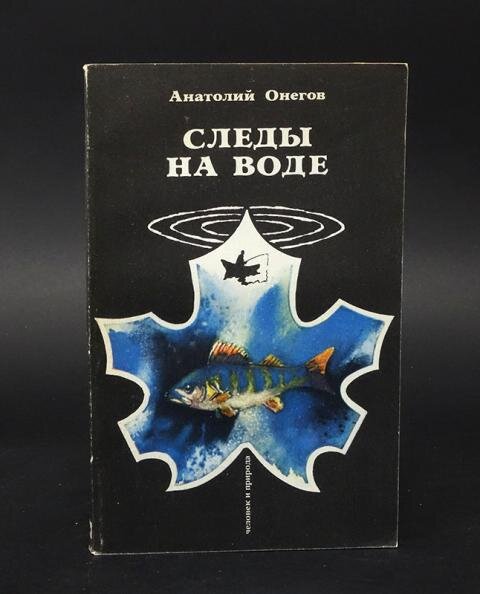 Анатолий Онегов
СЛЕДЫ
НА ВОДЕ
человек и природа